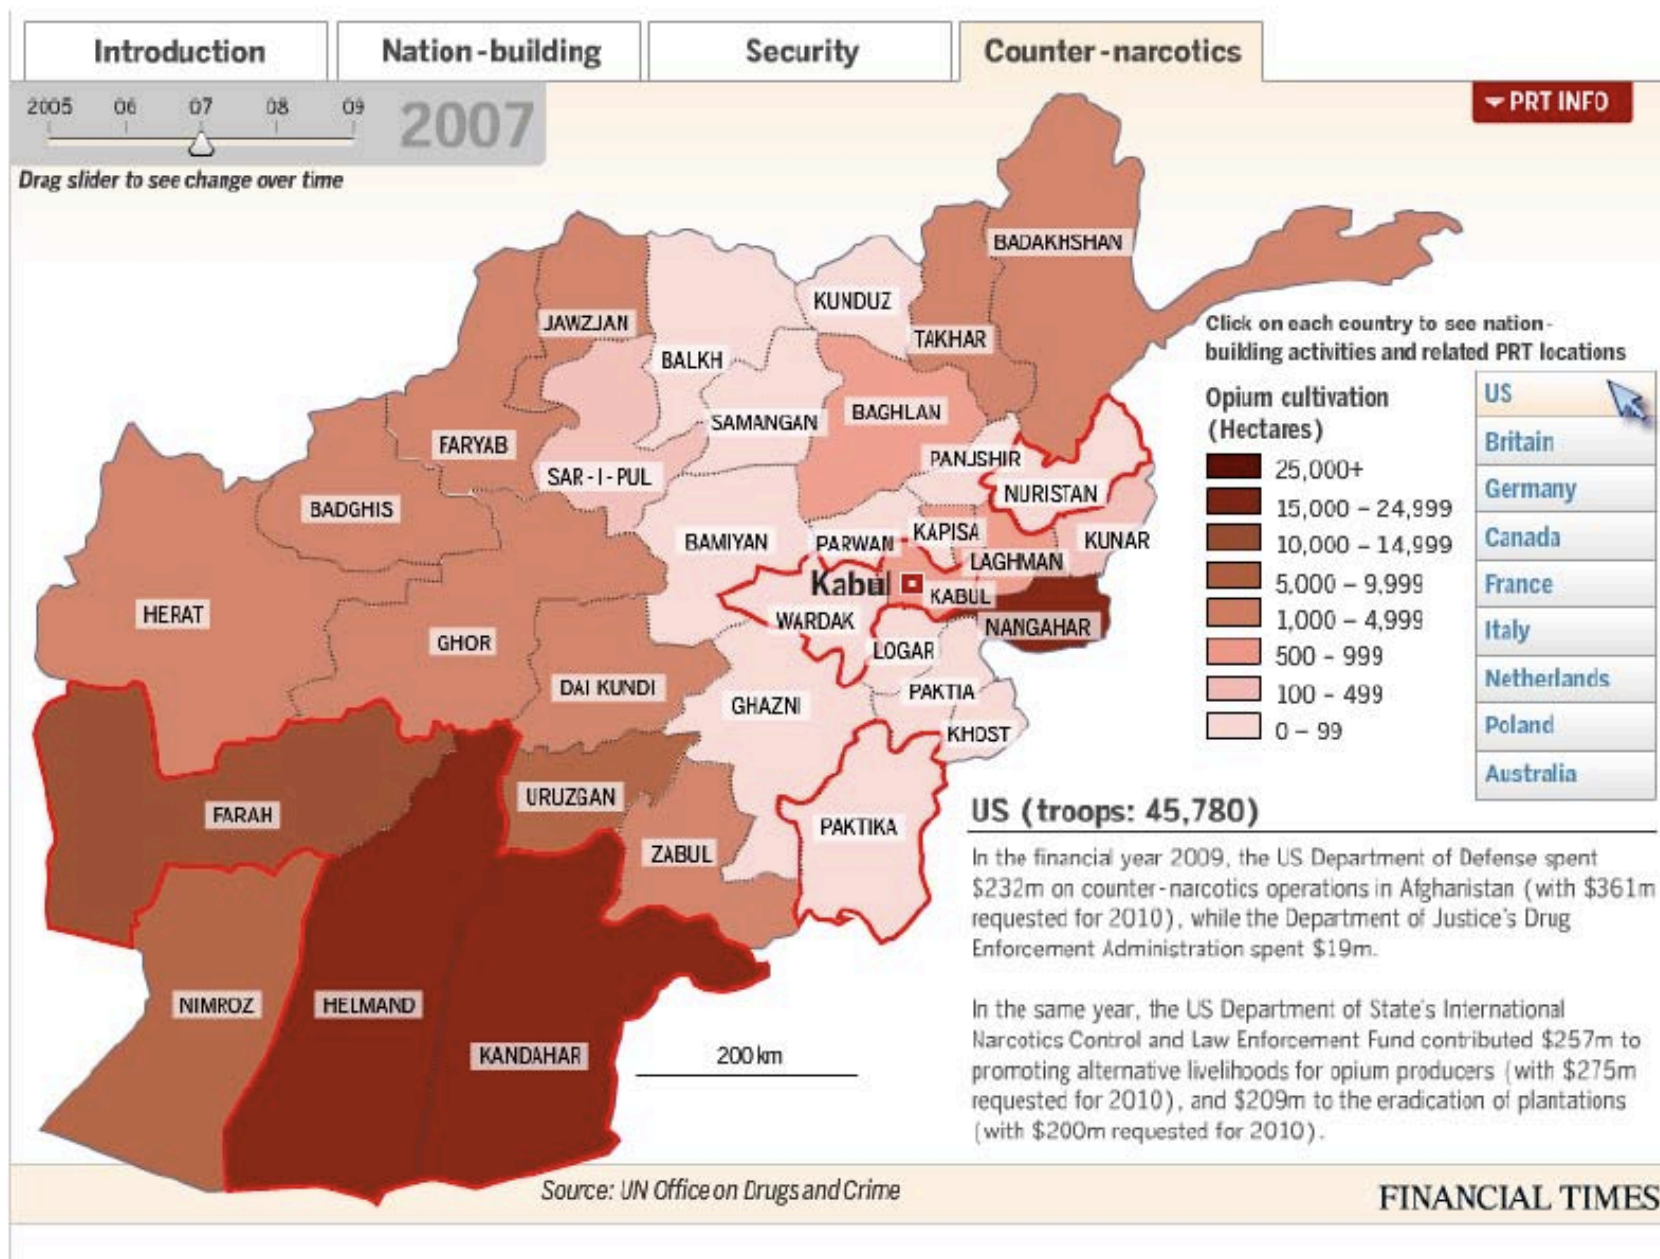 Introduction
Nation-building
Security
Counter-narcotics
2005 06 07 08 09
2007
Drag slider to see change over time
PRT INFO
BADAKHSHAN
KUNDUZ
JAWZJAN
TAKHAR
BALKH
BAGHLAN
SAMANGAN
FARYAB
PANJSHIR
SAR-I-PUL
NURISTAN
BADGHIS
KAPISA
BAMIYAN
PARWAN
KUNAR
LAGHMAN
Kabul
KABUL
HERAT
WARDAK
NANGAHAR
GHOR
LOGAR
DAI KUNDI
PAKTIA
GHAZNI
KHOST
URUZGAN
FARAH
PAKTIKA
ZABUL
NIMROZ
HELMAND
KANDAHAR
200 km
Click on each country to see nation-
building activities and related PRT locations
Opium cultivation
(Hectares)
25,000+
15,000 – 24,999
10,000 – 14,999
5,000 – 9,999
1,000 – 4,999
500 – 999
100 – 499
0 – 99
US
Britain
Germany
Canada
France
Italy
Netherlands
Poland
Australia
US (troops: 45,780)
In the financial year 2009, the US Department of Defense spent
$232m on counter-narcotics operations in Afghanistan (with $361m
requested for 2010), while the Department of Justice's Drug
Enforcement Administration spent $19m.
In the same year, the US Department of State's International
Narcotics Control and Law Enforcement Fund contributed $257m to
promoting alternative livelihoods for opium producers (with $275m
requested for 2010), and $209m to the eradication of plantations
(with $200m requested for 2010).
Source: UN Office on Drugs and Crime
FINANCIAL TIMES